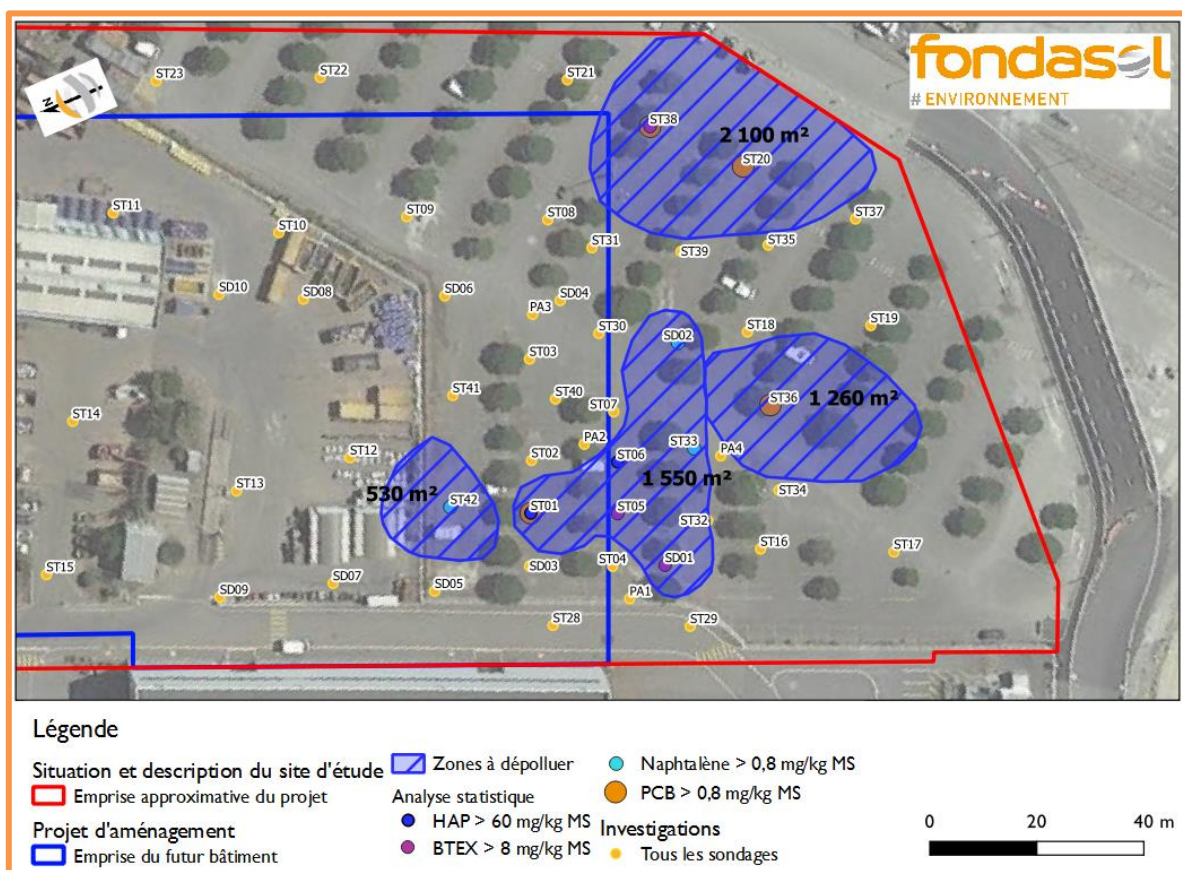 fondasol
# ENVIRONNEMENT
N
ST23
ST22
ST21
ST38
2 100 m²
ST20
ST11
ST10
ST09
ST08
ST31
ST39
ST35
ST37
SD10
SD08
SD06
SD04
PA3
ST30
SD02
ST18
ST19
ST03
ST41
ST40
ST07
ST36
1 260 m²
ST14
ST12
ST02
PA2
ST06
ST33
PA4
ST13
530 m²
ST42
ST01
ST05
1 550 m²
ST34
ST32
ST15
SD09
SD07
SD05
SD03
ST04
SD01
ST16
ST17
PA1
ST28
ST29
Légende
Situation et description du site d'étude
Emprise approximative du projet
Projet d'aménagement
Emprise du futur bâtiment
Zones à dépolluer
Analyse statistique
HAP > 60 mg/kg MS
BTEX > 8 mg/kg MS
Naphtalène > 0,8 mg/kg MS
PCB > 0,8 mg/kg MS
Investigations
Tous les sondages
0 20 40 m